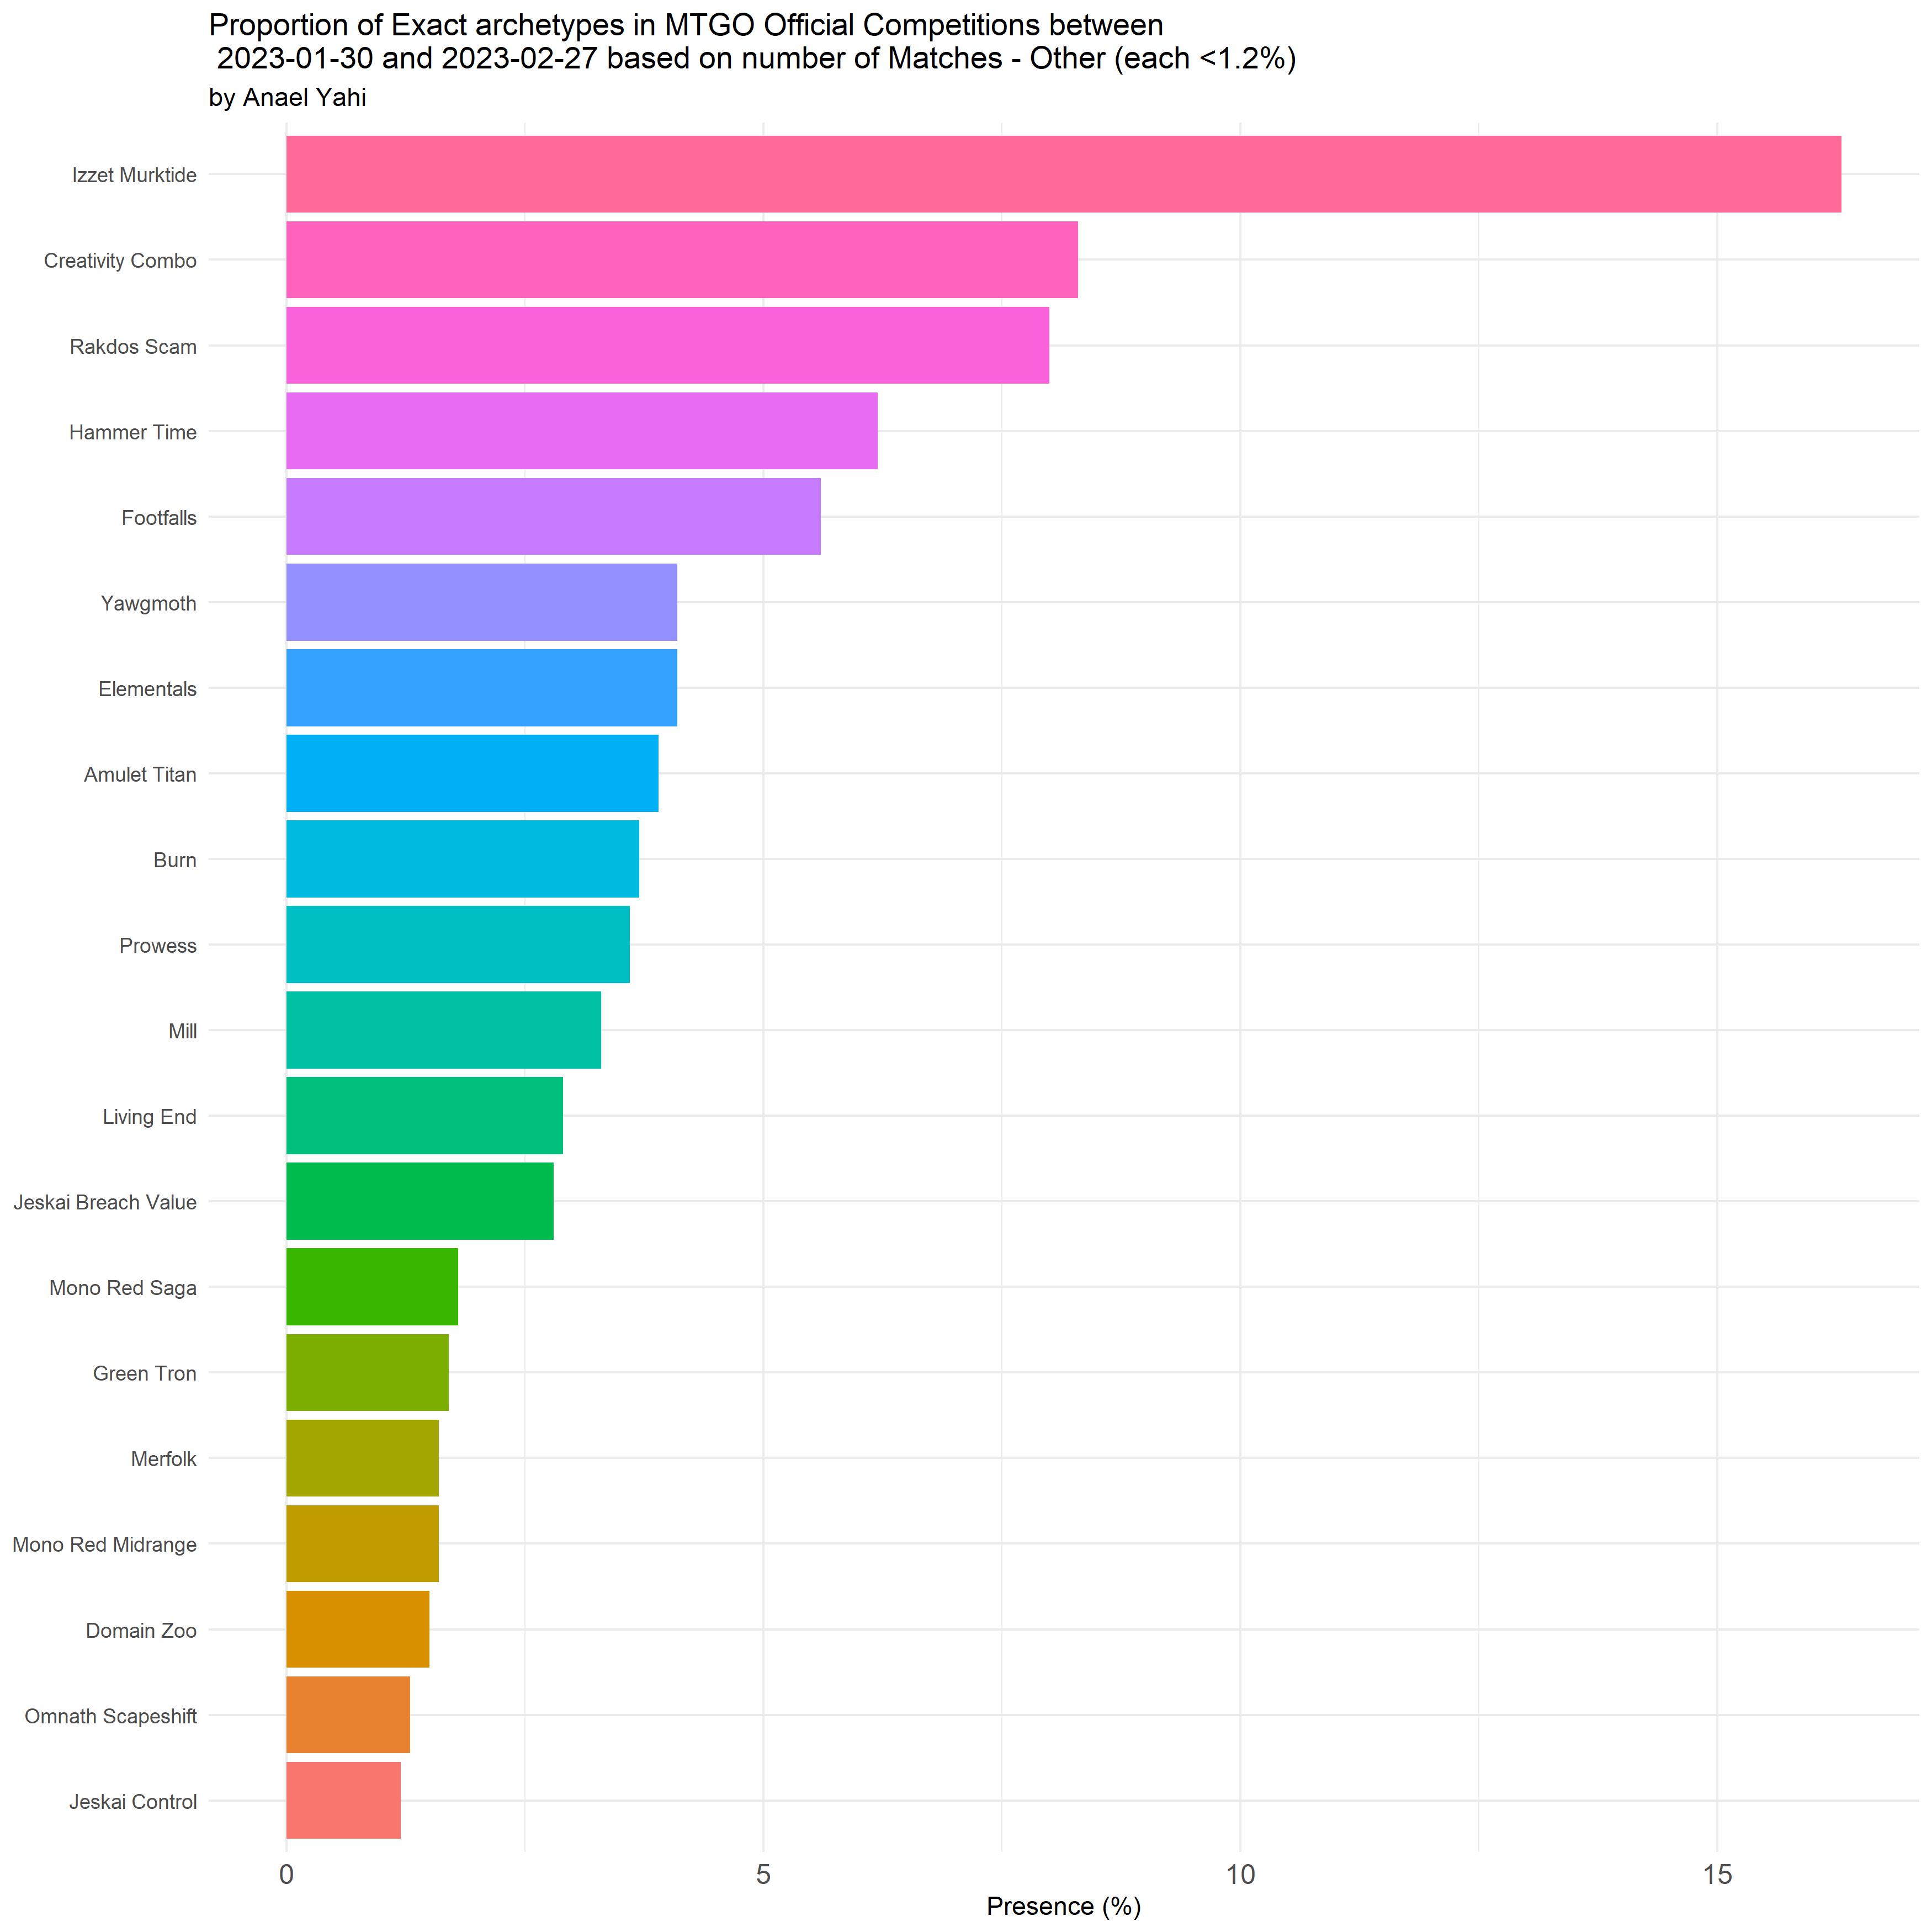 Proportion of Exact archetypes in MTGO Official Competitions between
2023-01-30 and 2023-02-27 based on number of Matches - Other (each <1.2%)
by Anael Yahi
Izzet Murktide
Creativity Combo
Rakdos Scam
Hammer Time
Footfalls
Yawgmoth
Elementals
Amulet Titan
Burn
Prowess
Mill
Living End
Jeskai Breach Value
Mono Red Saga
Green Tron
Merfolk
Mono Red Midrange
Domain Zoo
Omnath Scapeshift
Jeskai Control
0 5 10 15
Presence (%)